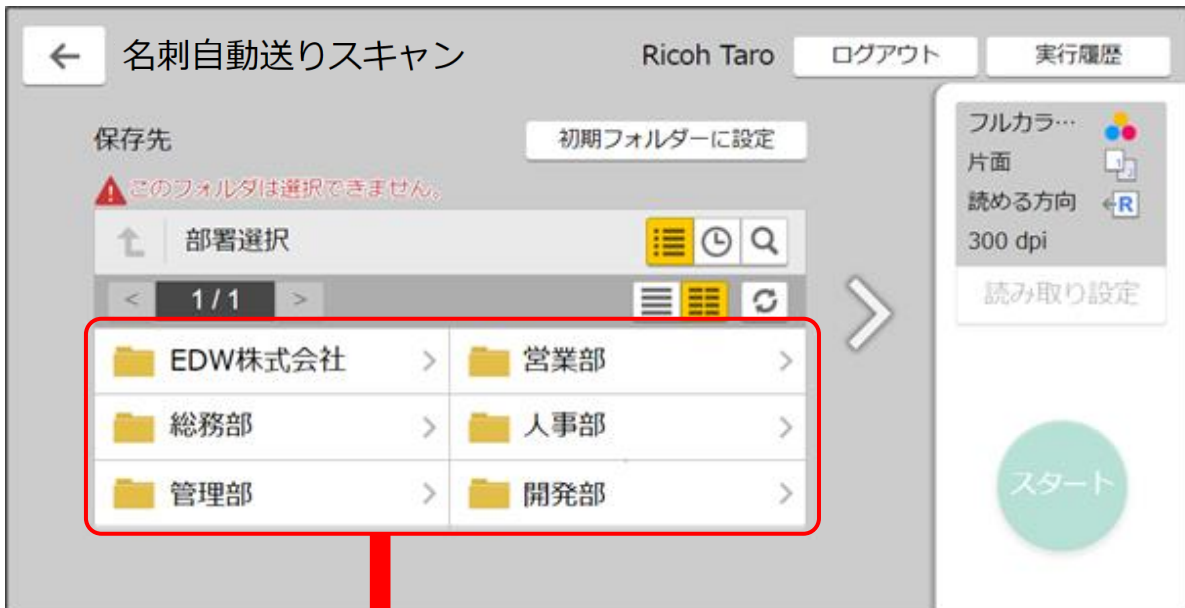 名刺自動送りスキャン Ricoh Taro ログアウト 実行履歴
保存先 初期フォルダーに設定
このフォルダは選択できません。
部署選択
< 1/1 >
EDW株式会社 > 営業部 >
総務部 > 人事部 >
管理部 > 開発部 >
フルカラ…
片面
読める方向 ←R
300 dpi
読み取り設定
スタート